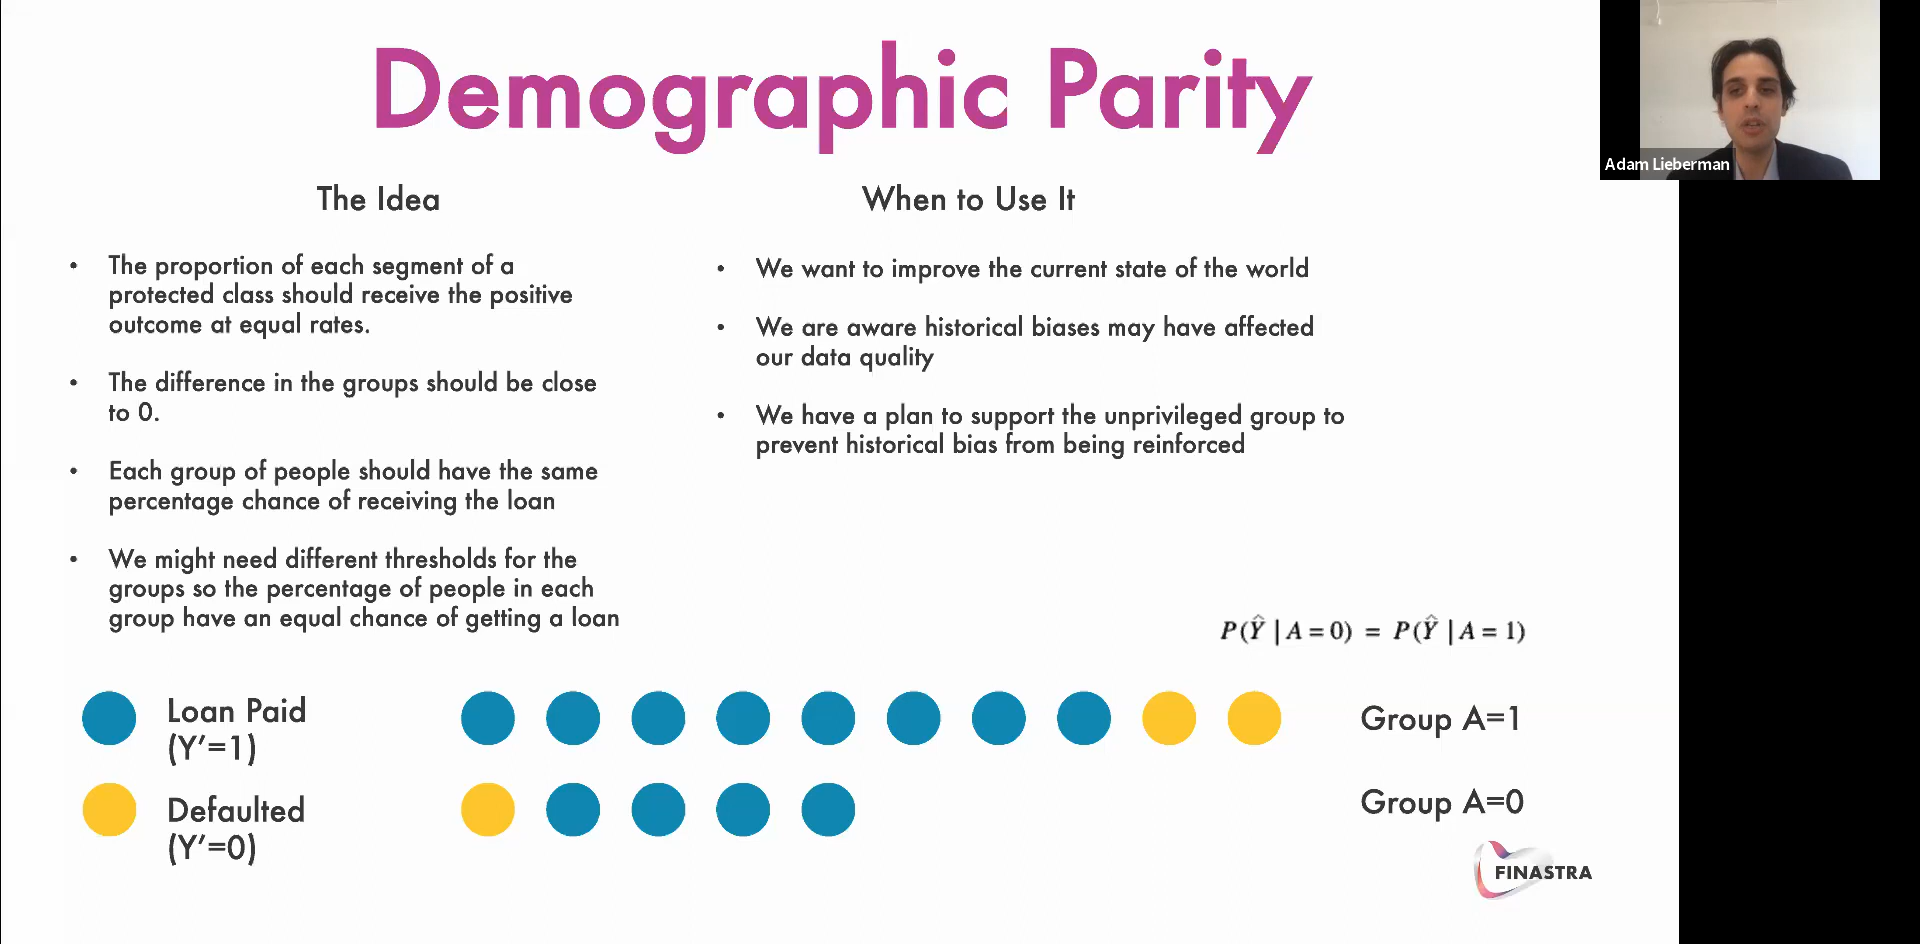 Demographic Parity
Adam Lieberman
The Idea
• The proportion of each segment of a
protected class should receive the positive
outcome at equal rates.
• The difference in the groups should be close
to 0.
• Each group of people should have the same
percentage chance of receiving the loan
• We might need different thresholds for the
groups so the percentage of people in each
group have an equal chance of getting a loan
When to Use It
• We want to improve the current state of the world
• We are aware historical biases may have affected
our data quality
• We have a plan to support the unprivileged group to
prevent historical bias from being reinforced
P(Ŷ | A = 0) = P(Ŷ | A = 1)
Loan Paid
(Y’=1)
Group A=1
Defaulted
(Y’=0)
Group A=0
FINASTRA